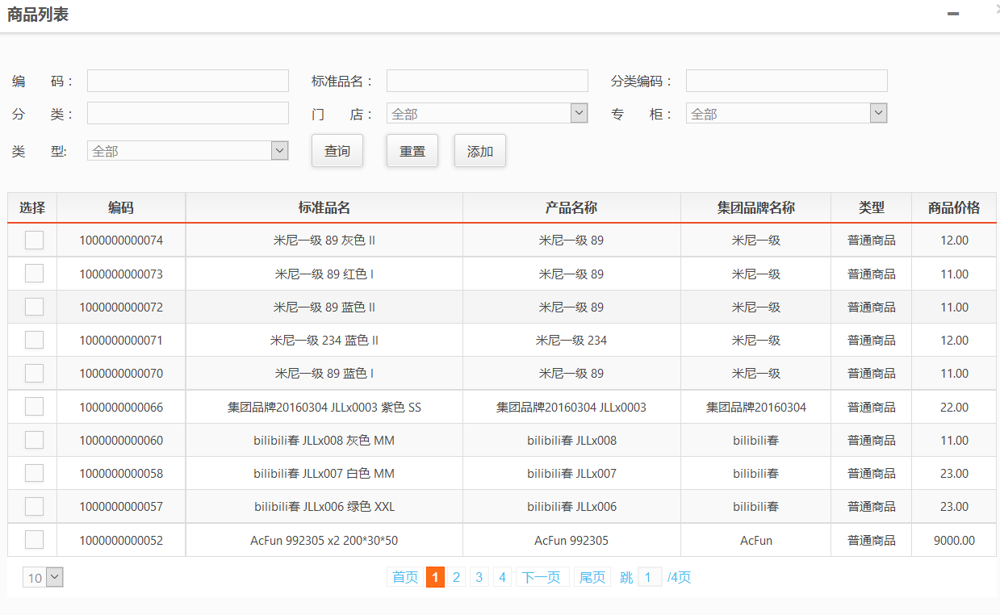 商品列表
编 码： 标准品名： 分类编码：
分 类： 门 店： 全部 专 柜： 全部
类 型: 全部 查询 重置 添加
选择 编码 标准品名 产品名称 集团品牌名称 类型 商品价格
1000000000074 米尼一级 89 灰色 II 米尼一级 89 米尼一级 普通商品 12.00
1000000000073 米尼一级 89 红色 I 米尼一级 89 米尼一级 普通商品 11.00
1000000000072 米尼一级 89 蓝色 II 米尼一级 89 米尼一级 普通商品 11.00
1000000000071 米尼一级 234 蓝色 II 米尼一级 234 米尼一级 普通商品 12.00
1000000000070 米尼一级 89 蓝色 I 米尼一级 89 米尼一级 普通商品 11.00
1000000000066 集团品牌20160304 JLLx0003 紫色 SS 集团品牌20160304 JLLx0003 集团品牌20160304 普通商品 22.00
1000000000060 bilibili春 JLLx008 灰色 MM bilibili春 JLLx008 bilibili春 普通商品 11.00
1000000000058 bilibili春 JLLx007 白色 MM bilibili春 JLLx007 bilibili春 普通商品 23.00
1000000000057 bilibili春 JLLx006 绿色 XXL bilibili春 JLLx006 bilibili春 普通商品 23.00
1000000000052 AcFun 992305 x2 200*30*50 AcFun 992305 AcFun 普通商品 9000.00
10 首页 1 2 3 4 下一页 尾页 跳 1 /4页